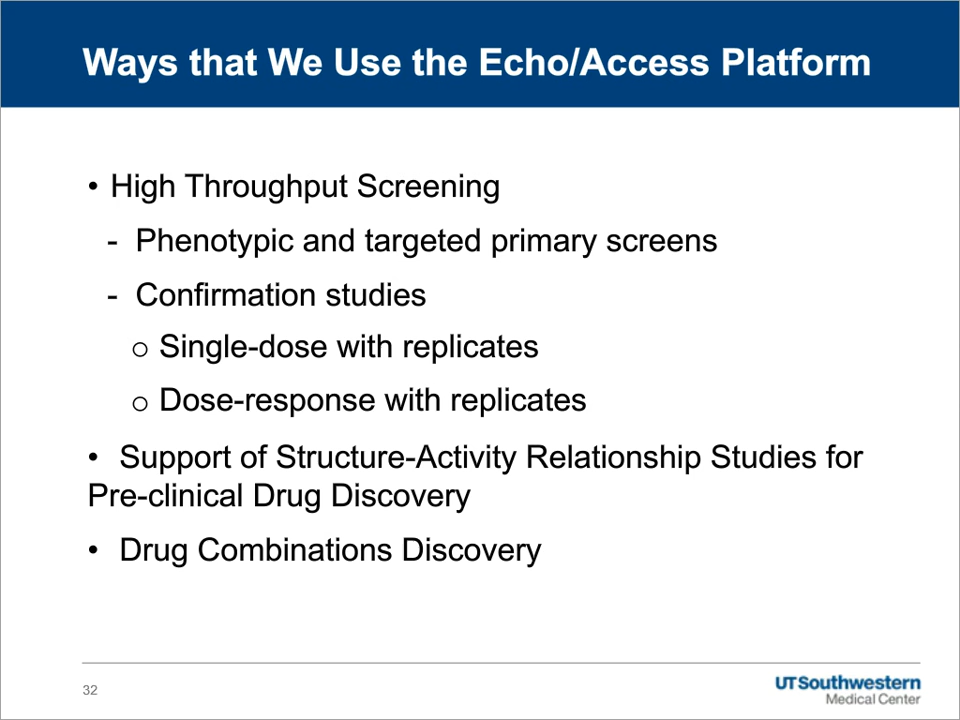 Ways that We Use the Echo/Access Platform
• High Throughput Screening
- Phenotypic and targeted primary screens
- Confirmation studies
o Single-dose with replicates
o Dose-response with replicates
• Support of Structure-Activity Relationship Studies for
Pre-clinical Drug Discovery
• Drug Combinations Discovery
32
UTSouthwestern
Medical Center